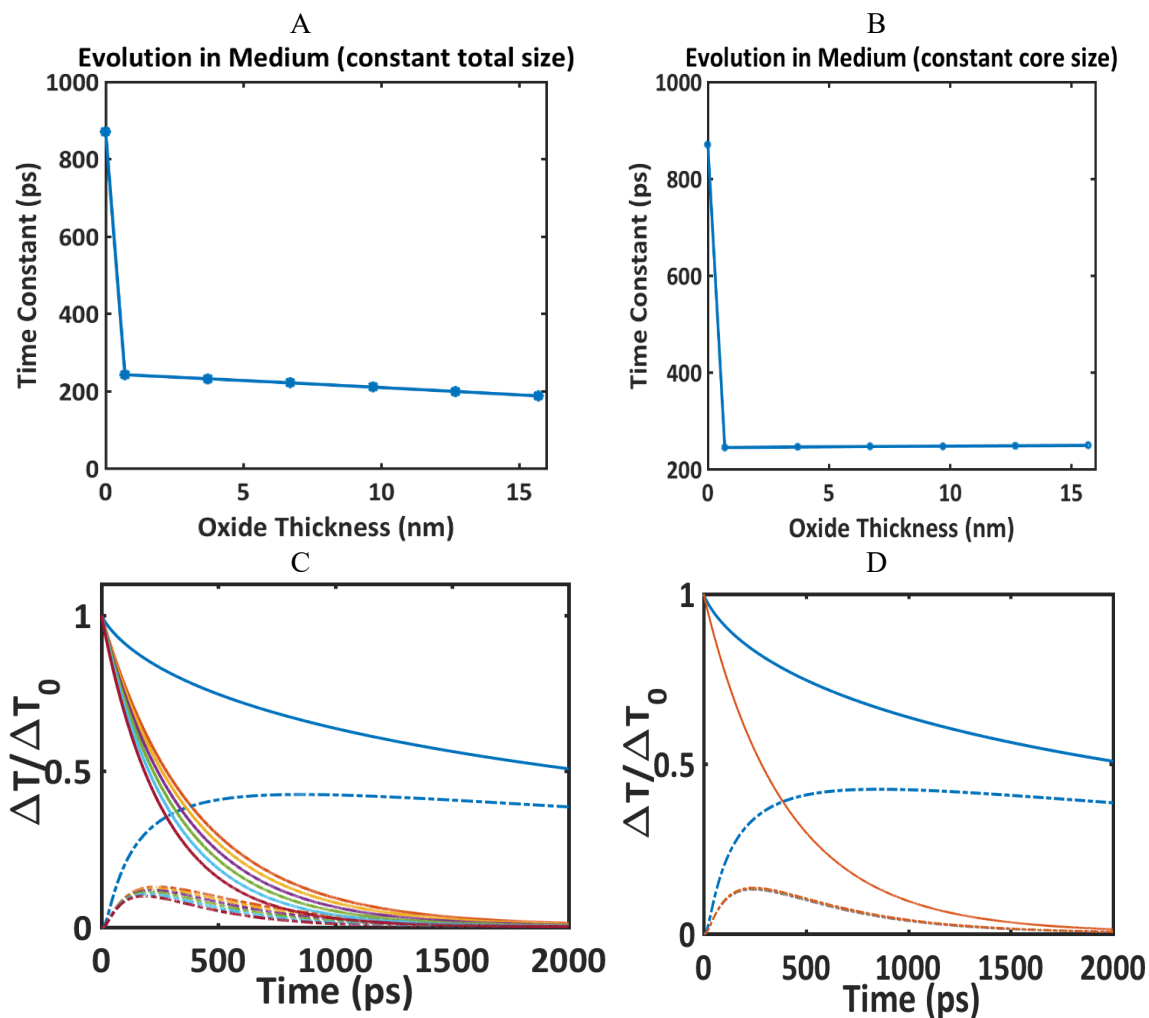 A
Evolution in Medium (constant total size)
1000
800
600
400
200
0
Time Constant (ps)
0 5 10 15
Oxide Thickness (nm)
B
Evolution in Medium (constant core size)
1000
800
600
400
200
Time Constant (ps)
0 5 10 15
Oxide Thickness (nm)
C
1
0.5
0
ΔT/ΔT0
0 500 1000 1500 2000
Time (ps)
D
1
0.5
0
ΔT/ΔT0
0 500 1000 1500 2000
Time (ps)